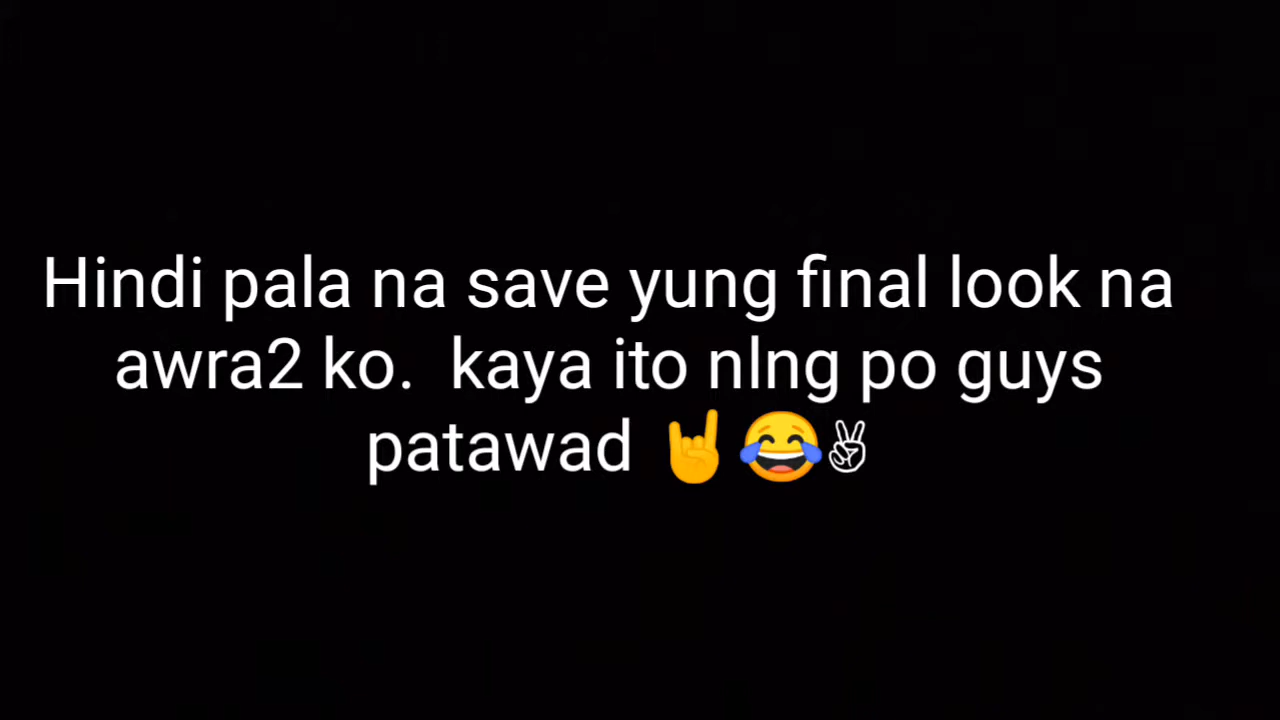 Hindi pala na save yung final look na
awra2 ko.  kaya ito nlng po guys
patawad 🤘😂✌